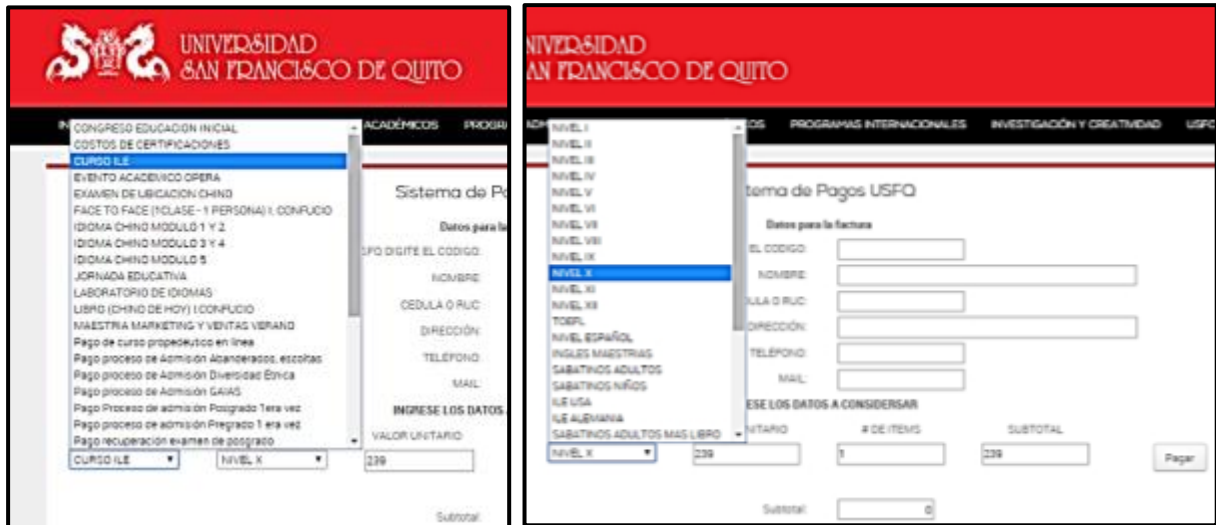 UNIVERSIDAD
SAN FRANCISCO DE QUITO
IN
ACADÉMICOS PROGR
CONGRESO EDUCACION INICIAL
COSTOS DE CERTIFICACIONES
CURSO ILE
EVENTO ACADEMICO OPERA
EXAMEN DE UBICACION CHINO
FACE TO FACE (1CLASE - 1 PERSONA) I. CONFUCIO
IDIOMA CHINO MODULO 1 Y 2
IDIOMA CHINO MODULO 3 Y 4
IDIOMA CHINO MODULO 5
JORNADA EDUCATIVA
LABORATORIO DE IDIOMAS
LIBRO (CHINO DE HOY) I.CONFUCIO
MAESTRIA MARKETING Y VENTAS VERANO
Pago de curso propedéutico en línea
Pago proceso de Admisión Abanderados, escoltas
Pago proceso de Admisión Diversidad Étnica
Pago proceso de Admisión GAIAS
Pago Proceso de admisión Posgrado 1era vez
Pago proceso de admisión Pregrado 1 era vez
Pago recuperación examen de posgrado
Sistema de Pa
Datos para la
SFQ DIGITE EL CODIGO:
NOMBRE:
CEDULA O RUC:
DIRECCIÓN:
TELÉFONO:
MAIL:
INGRESE LOS DATOS A
VALOR UNITARIO
CURSO ILE NIVEL X 239
Subtotal:
NIVERSIDAD
AN FRANCISCO DE QUITO
ADM
OS PROGRAMAS INTERNACIONALES INVESTIGACIÓN Y CREATIVIDAD USFQ
NIVEL I
NIVEL II
NIVEL III
NIVEL IV
NIVEL V
NIVEL VI
NIVEL VII
NIVEL VIII
NIVEL IX
NIVEL X
NIVEL XI
NIVEL XII
TOEFL
NIVEL ESPAÑOL
INGLES MAESTRIAS
SABATINOS ADULTOS
SABATINOS NIÑOS
ILE USA
ILE ALEMANIA
SABATINOS ADULTOS MAS LIBRO
tema de Pagos USFQ
Datos para la factura
EL CODIGO:
NOMBRE:
ULA O RUC:
DIRECCIÓN:
TELÉFONO:
MAIL:
ESE LOS DATOS A CONSIDERSAR
NITARIO # DE ITEMS SUBTOTAL
NIVEL X 239 1 239 Pagar
Subtotal: 0